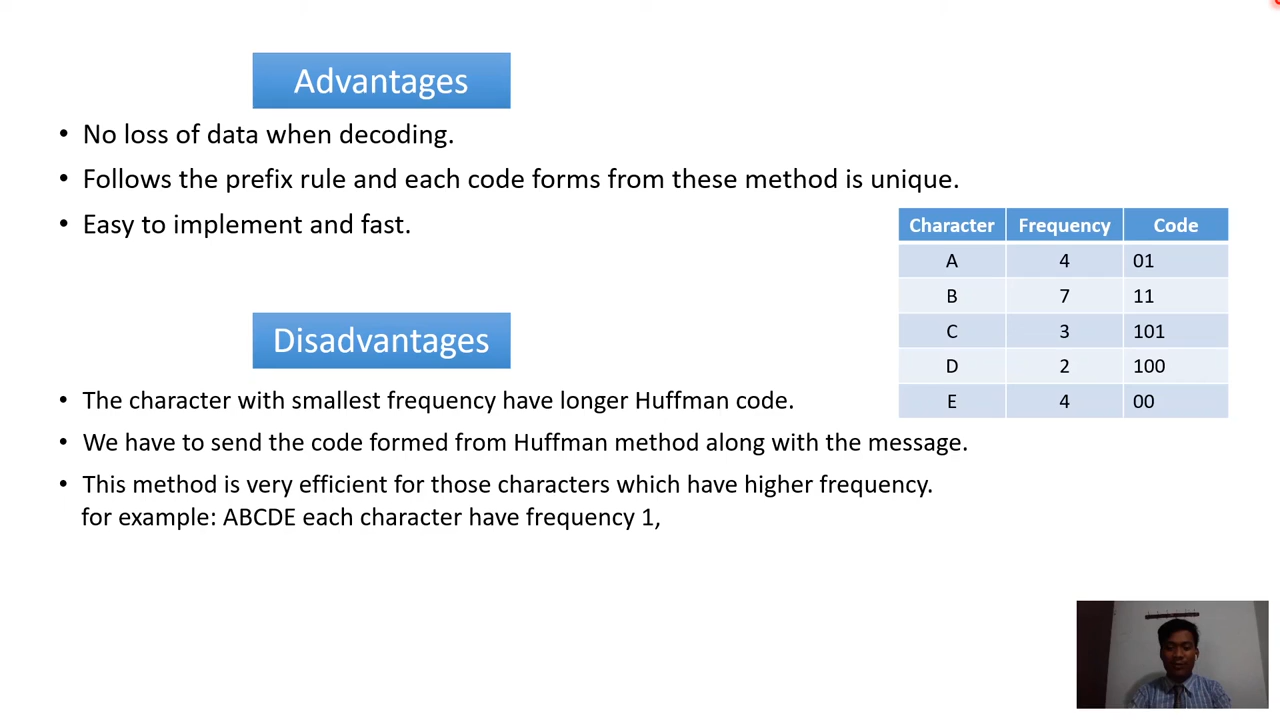 Advantages
• No loss of data when decoding.
• Follows the prefix rule and each code forms from these method is unique.
• Easy to implement and fast.
Character Frequency Code
A 4 01
B 7 11
C 3 101
D 2 100
E 4 00
Disadvantages
• The character with smallest frequency have longer Huffman code.
• We have to send the code formed from Huffman method along with the message.
• This method is very efficient for those characters which have higher frequency.
for example: ABCDE each character have frequency 1,